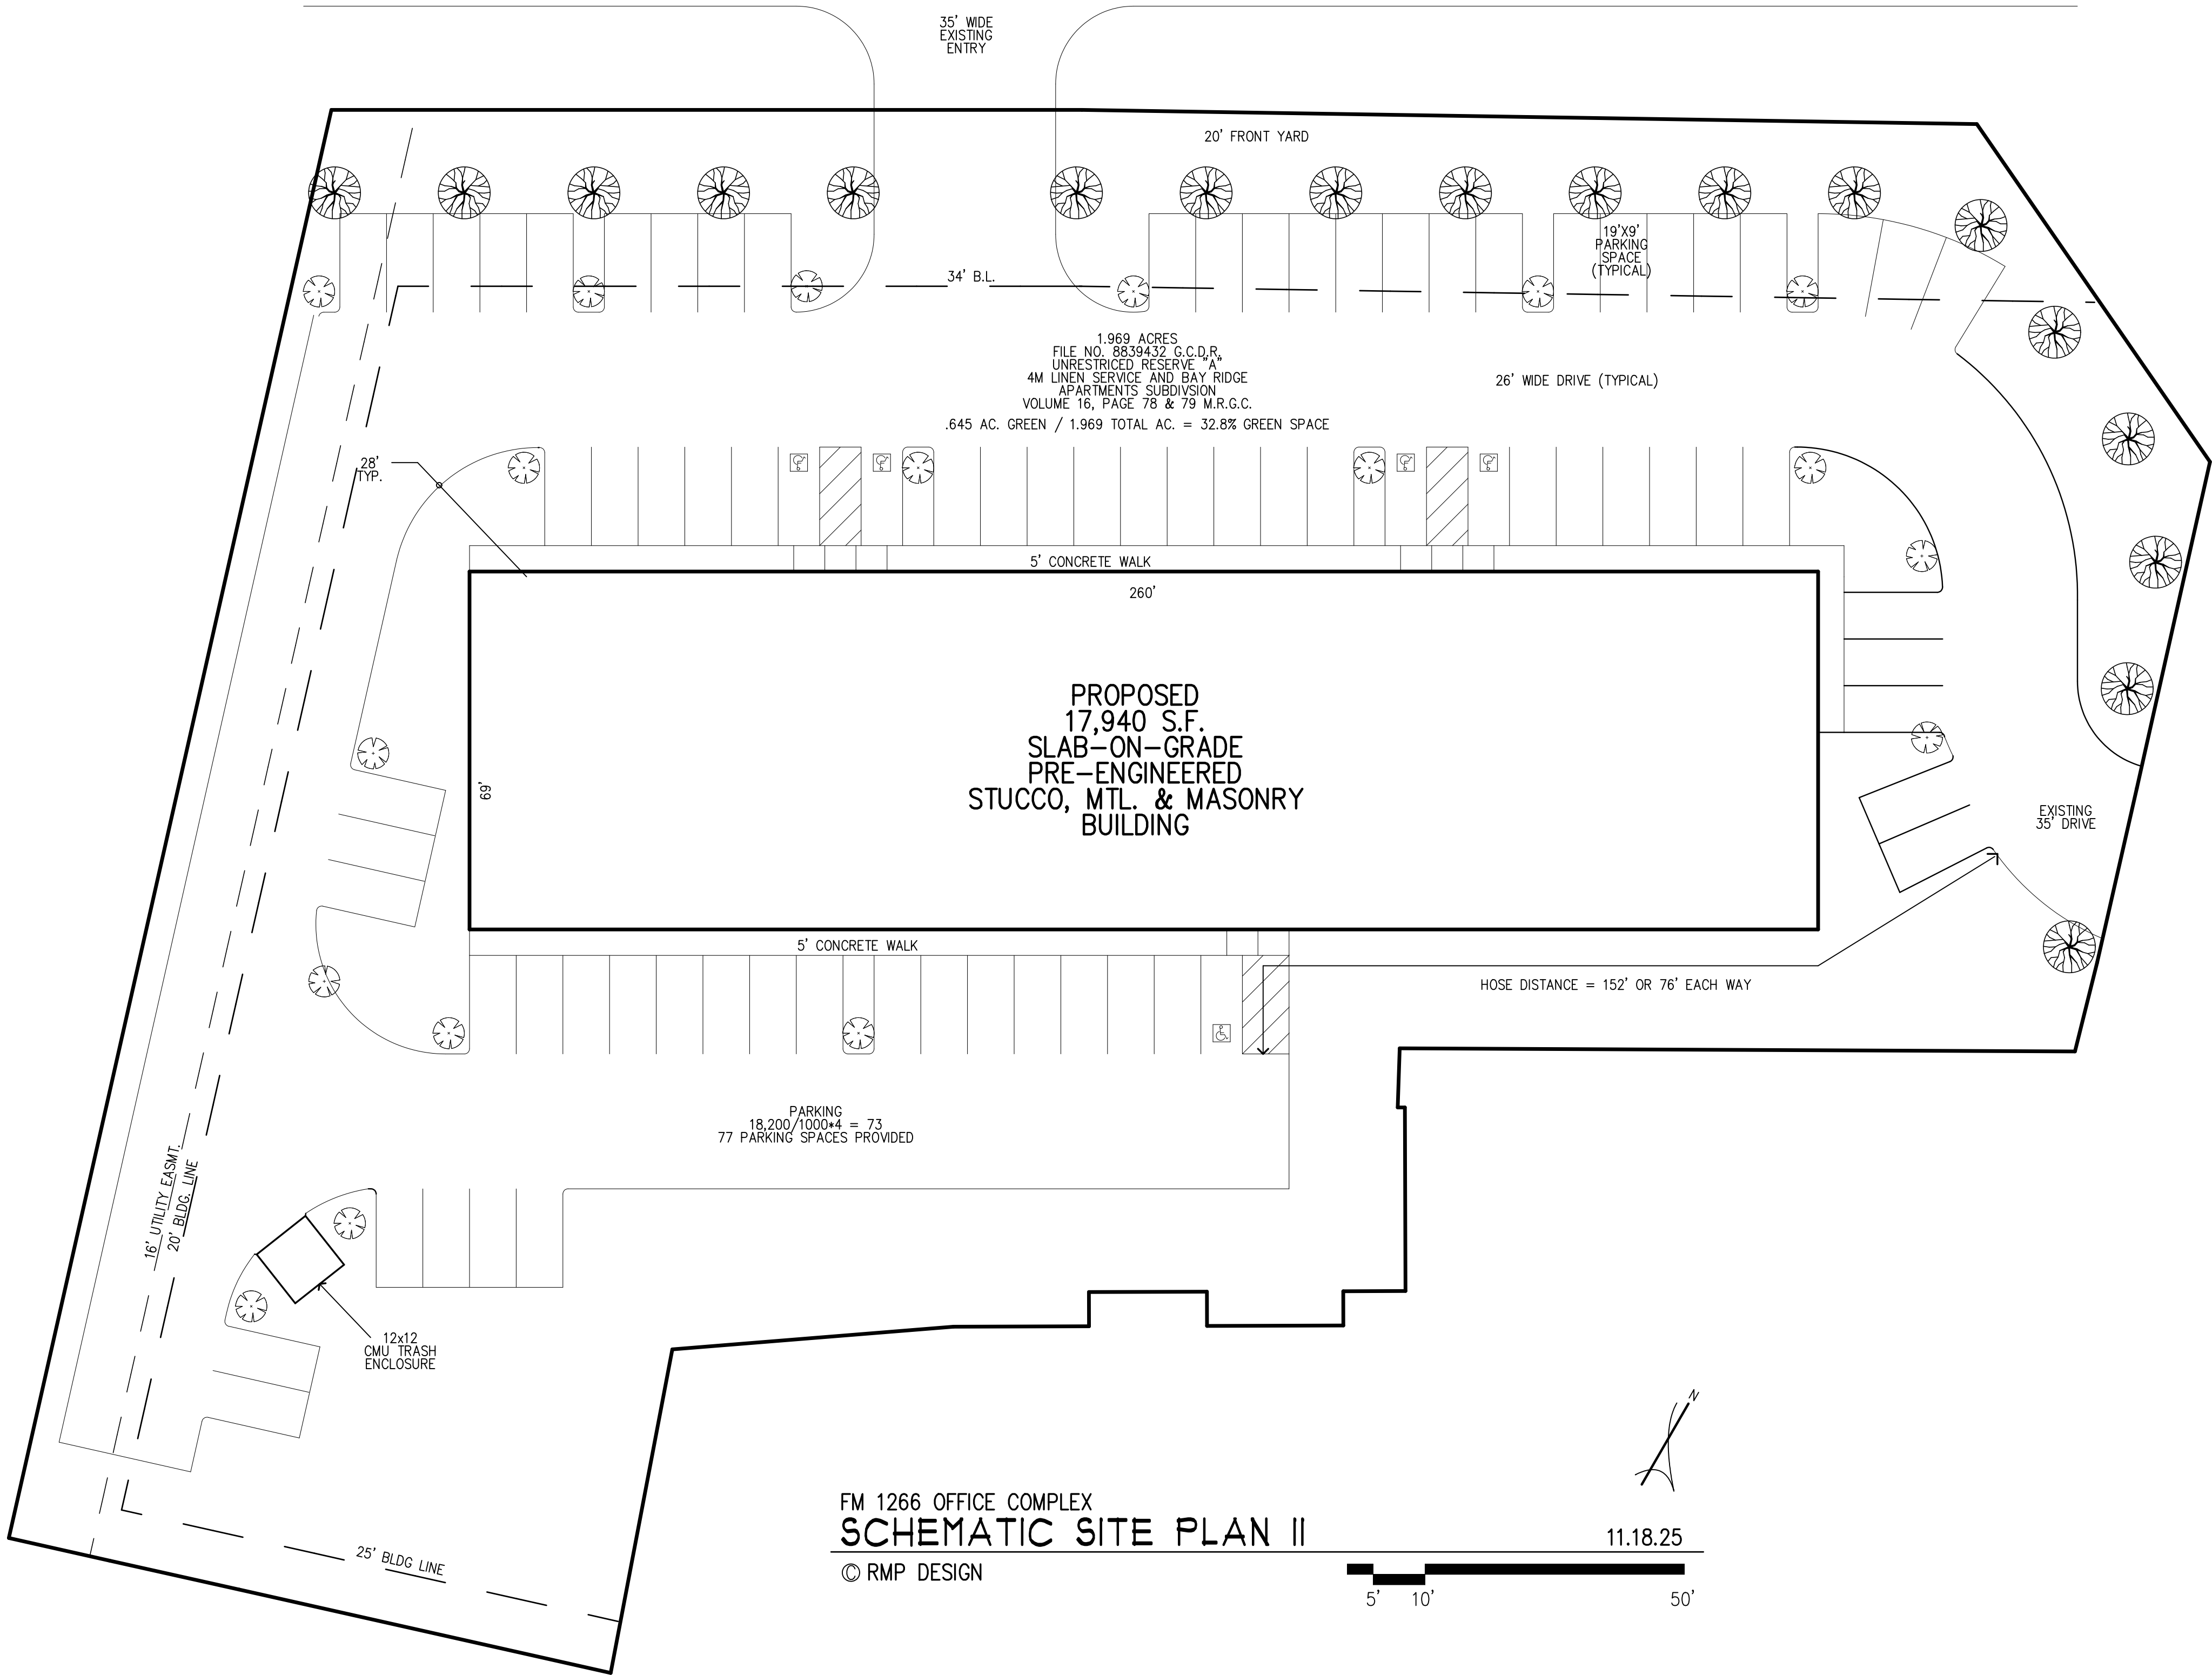 35' WIDE
EXISTING
ENTRY
20' FRONT YARD
19'X9'
PARKING
SPACE
(TYPICAL)
34' B.L.
1.969 ACRES
FILE NO. 8839432 G.C.D.R.
UNRESTRICED RESERVE "A"
4M LINEN SERVICE AND BAY RIDGE
APARTMENTS SUBDIVSION
VOLUME 16, PAGE 78 & 79 M.R.G.C.
.645 AC. GREEN / 1.969 TOTAL AC. = 32.8% GREEN SPACE
26' WIDE DRIVE (TYPICAL)
28'
TYP.
5' CONCRETE WALK
260'
PROPOSED
17,940 S.F.
SLAB-ON-GRADE
PRE-ENGINEERED
STUCCO, MTL. & MASONRY
BUILDING
69'
EXISTING
35' DRIVE
5' CONCRETE WALK
HOSE DISTANCE = 152' OR 76' EACH WAY
PARKING
18,200/1000*4 = 73
77 PARKING SPACES PROVIDED
16' UTILITY EASMT.
20' BLDG. LINE
12x12
CMU TRASH
ENCLOSURE
25' BLDG LINE
N
FM 1266 OFFICE COMPLEX
SCHEMATIC SITE PLAN II
11.18.25
© RMP DESIGN
5' 10' 50'